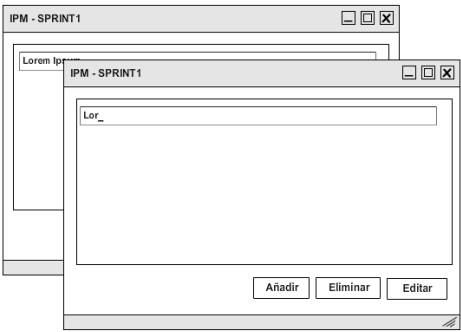 IPM - SPRINT1
Lorem Ipsum
IPM - SPRINT1
Lor_
Añadir Eliminar Editar